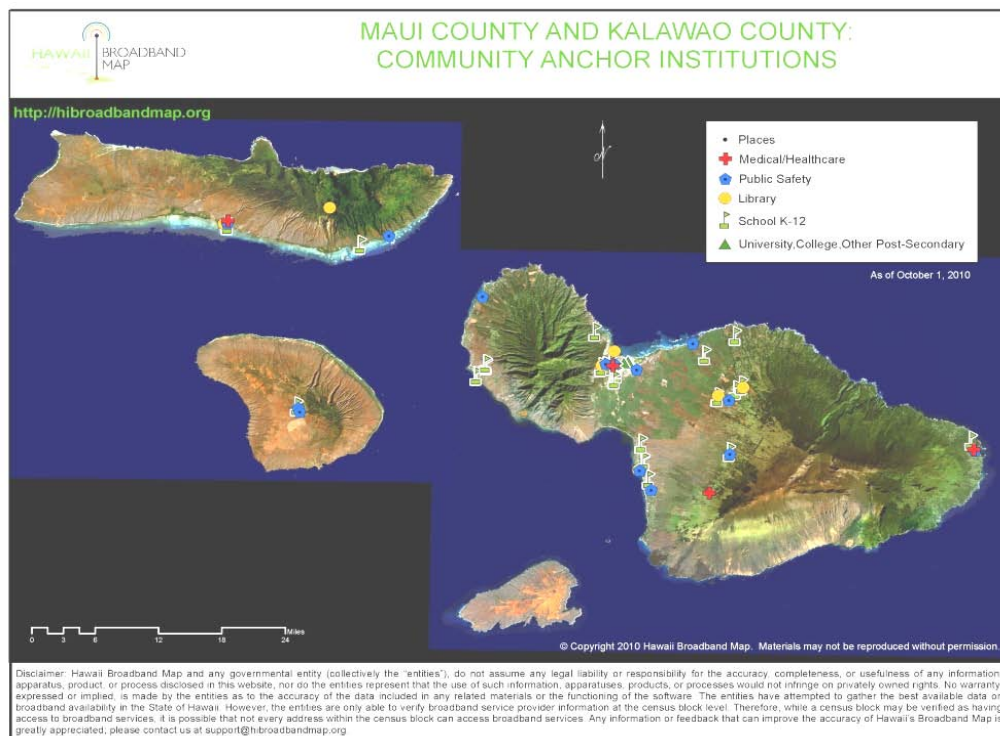 HAWAII BROADBAND
MAP
MAUI COUNTY AND KALAWAO COUNTY:
COMMUNITY ANCHOR INSTITUTIONS
http://hibroadbandmap.org
N
Places
Medical/Healthcare
Public Safety
Library
School K-12
University,College,Other Post-Secondary
As of October 1, 2010
Miles
0 3 6 12 18 24
© Copyright 2010 Hawaii Broadband Map. Materials may not be reproduced without permission.
Disclaimer: Hawaii Broadband Map and any governmental entity (collectively the "entities"), do not assume any legal liability or responsibility for the accuracy, completeness, or usefulness of any information,
apparatus, product, or process disclosed in this website, nor do the entities represent that the use of such information, apparatuses, products, or processes would not infringe on privately owned rights. No warranty,
expressed or implied, is made by the entities as to the accuracy of the data included in any related materials or the functioning of the software. The entities have attempted to gather the best available data on
broadband availability in the State of Hawaii. However, the entities are only able to verify broadband service provider information at the census block level. Therefore, while a census block may be verified as having
access to broadband services, it is possible that not every address within the census block can access broadband services. Any information or feedback that can improve the accuracy of Hawaii's Broadband Map is
greatly appreciated; please contact us at support@hibroadbandmap.org